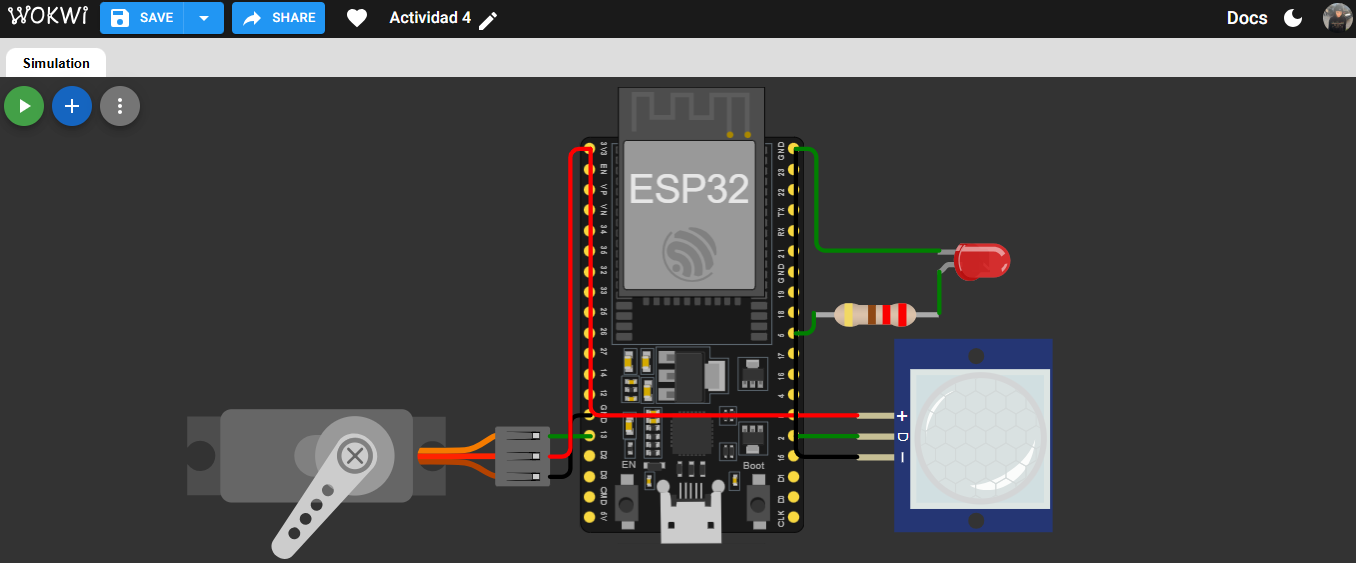 WOKWI
SAVE
SHARE
Actividad 4
Docs
Simulation
ESP32
3V3
EN
VP
VN
34
35
32
33
25
26
27
14
12
GND
13
D2
D3
CMD
5V
GND
23
22
TX
RX
21
GND
19
18
5
17
16
4
2
15
D1
CLK
EN
Boot
+
D
–